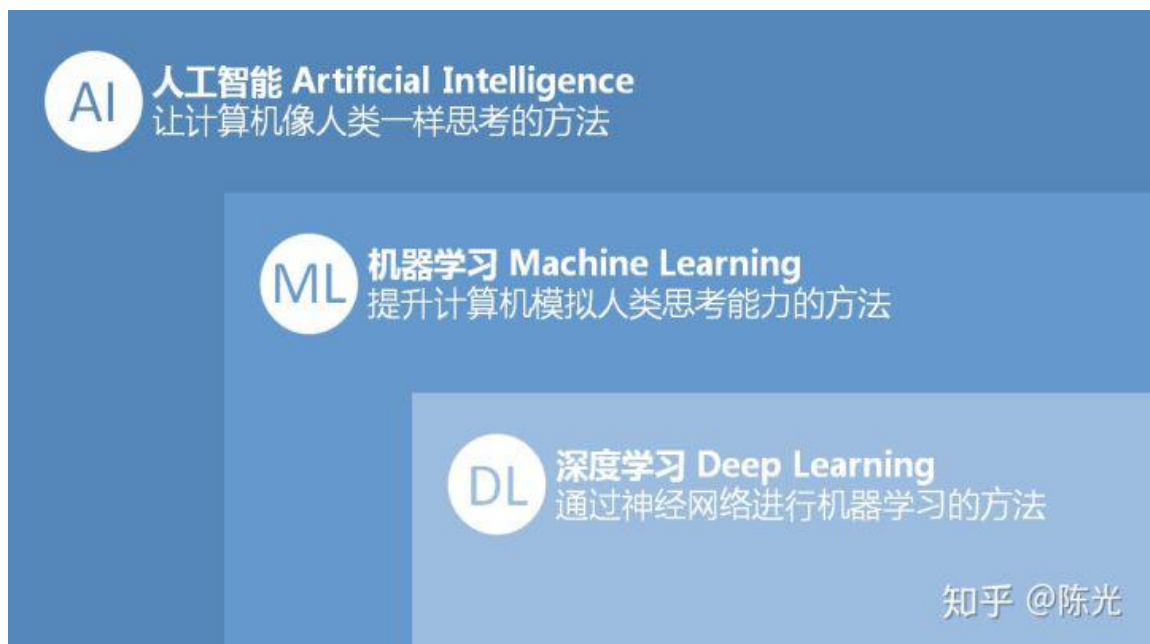 AI
人工智能 Artificial Intelligence
让计算机像人类一样思考的方法
ML
机器学习 Machine Learning
提升计算机模拟人类思考能力的方法
DL
深度学习 Deep Learning
通过神经网络进行机器学习的方法
知乎 @陈光